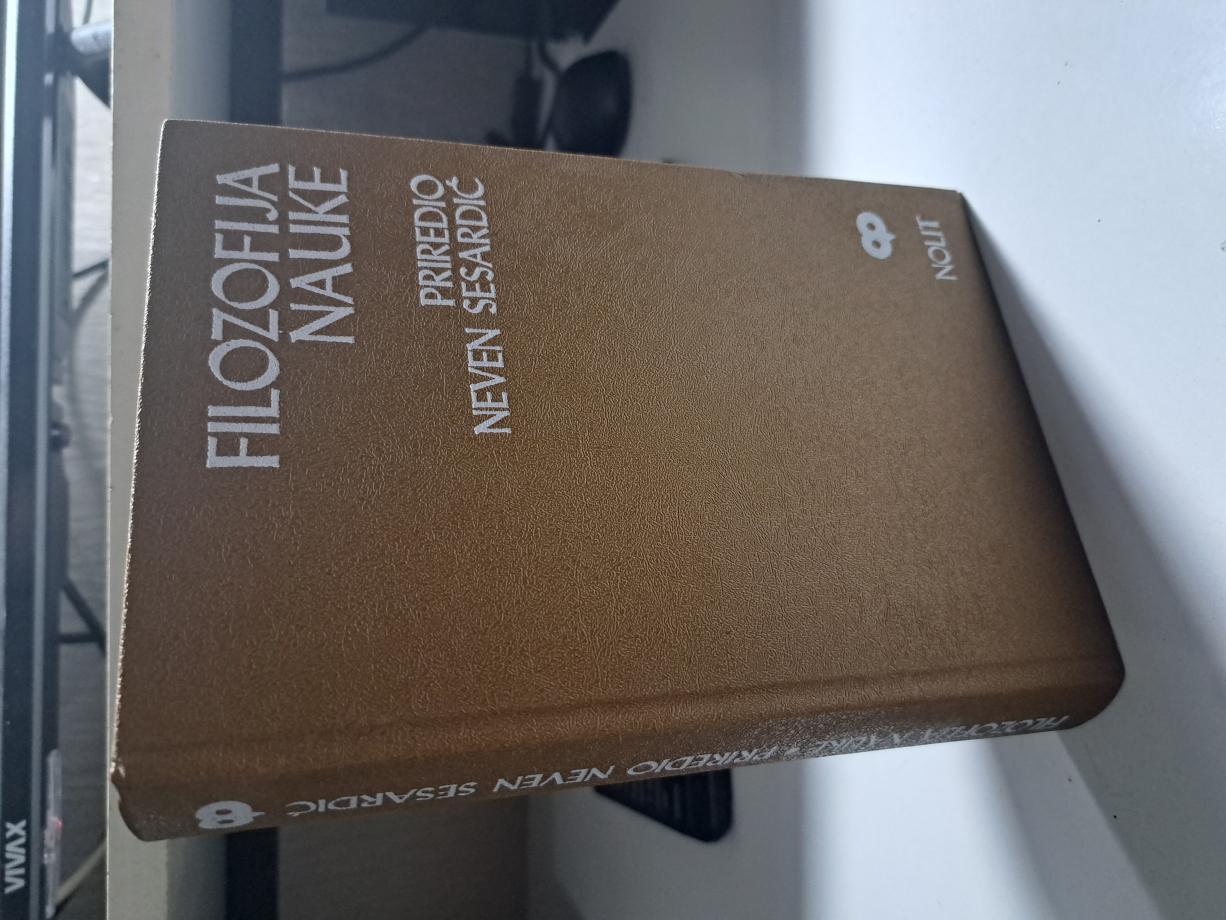 FILOZOFIJA
NAUKE
PRIREDIO
NEVEN SESARDIĆ
NOLIT
FILOZOFIJA NAUKE • PRIREDIO NEVEN SESARDIĆ
VIVAX